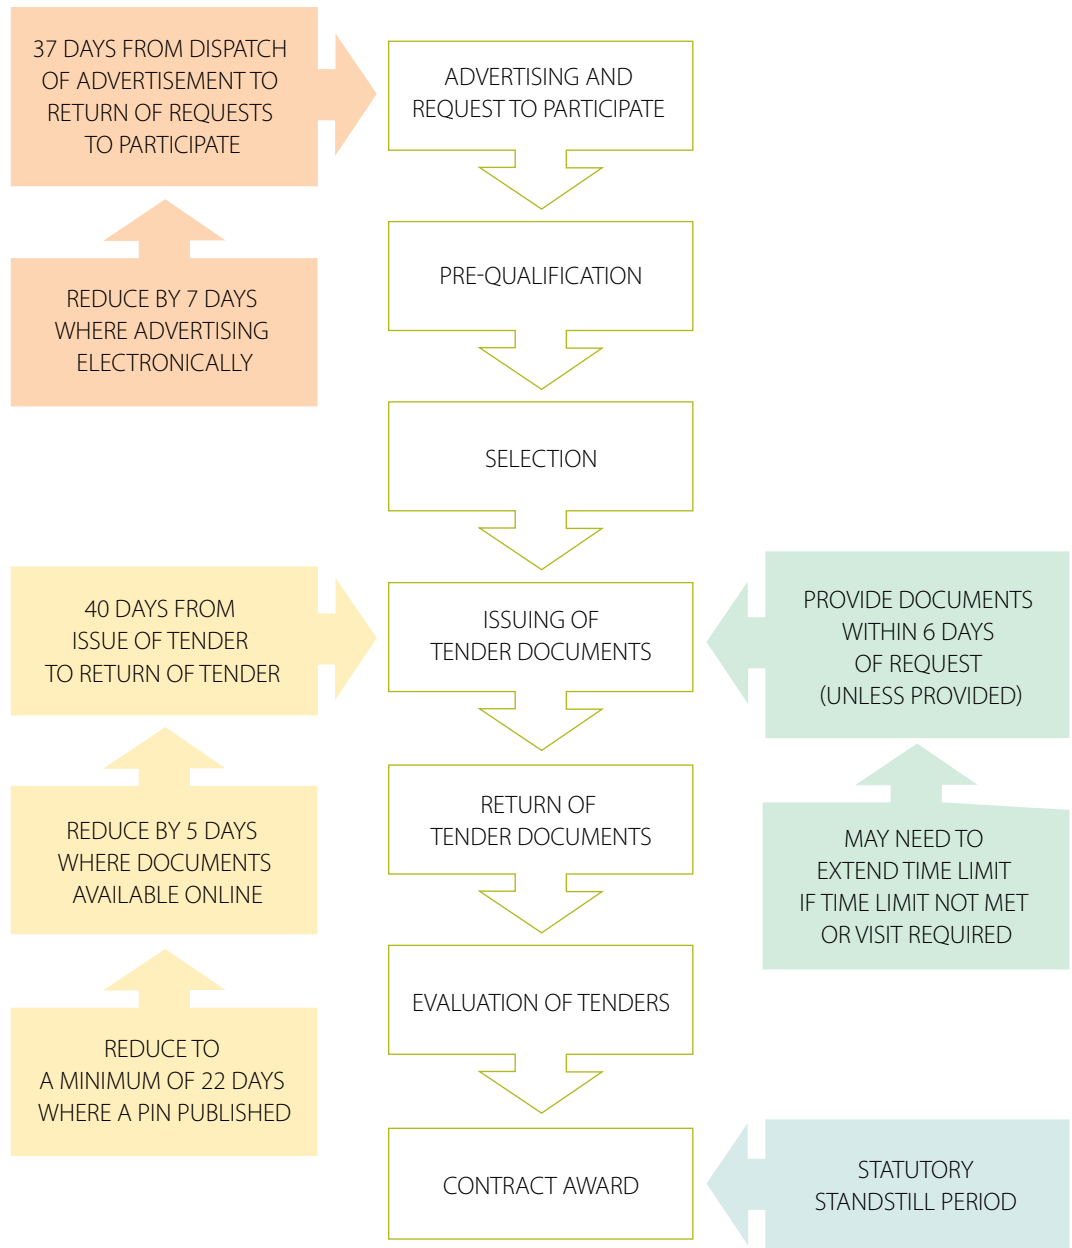 37 DAYS FROM DISPATCH
OF ADVERTISEMENT TO
RETURN OF REQUESTS
TO PARTICIPATE
ADVERTISING AND
REQUEST TO PARTICIPATE
REDUCE BY 7 DAYS
WHERE ADVERTISING
ELECTRONICALLY
PRE-QUALIFICATION
SELECTION
40 DAYS FROM
ISSUE OF TENDER
TO RETURN OF TENDER
ISSUING OF
TENDER DOCUMENTS
PROVIDE DOCUMENTS
WITHIN 6 DAYS
OF REQUEST
(UNLESS PROVIDED)
REDUCE BY 5 DAYS
WHERE DOCUMENTS
AVAILABLE ONLINE
RETURN OF
TENDER DOCUMENTS
MAY NEED TO
EXTEND TIME LIMIT
IF TIME LIMIT NOT MET
OR VISIT REQUIRED
REDUCE TO
A MINIMUM OF 22 DAYS
WHERE A PIN PUBLISHED
EVALUATION OF TENDERS
CONTRACT AWARD
STATUTORY
STANDSTILL PERIOD